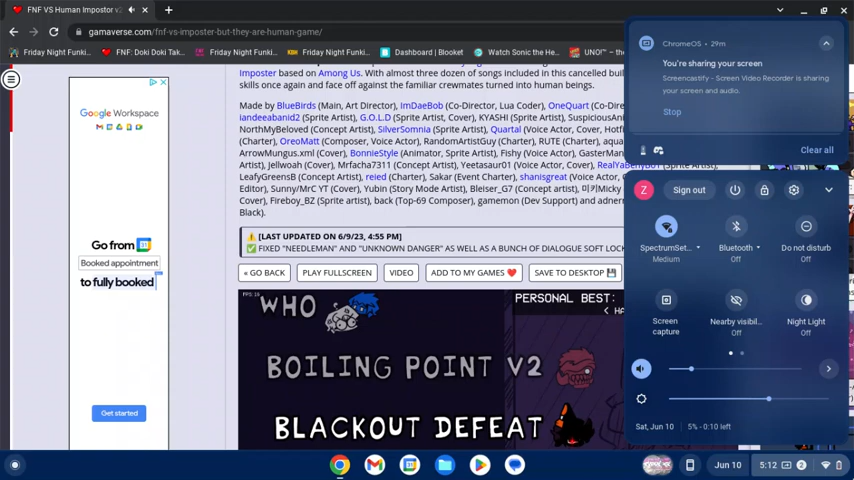 FNF VS Human Impostor v2
gamaverse.com/fnf-vs-imposter-but-they-are-human-game/
Friday Night Funki...
FNF: Doki Doki Tak...
Friday Night Funki...
Friday Night Funki...
Dashboard | Blooket
Watch Sonic the He...
UNO!™ – the
Google Workspace
Go from
Booked appointment
to fully booked
Get started
Imposter based on Among Us. With almost three dozen of songs included in this cancelled buil
skills once again and face off against the familiar crewmates turned into human beings.
Made by BlueBirds (Main, Art Director), ImDaeBob (Co-Director, Lua Coder), OneQuart (Co-Dire
iandeeabanid2 (Sprite Artist), G.O.L.D (Sprite Artist), KYASHI (Sprite Artist), SuspiciousAni
NorthMyBeloved (Concept Artist), SilverSomnia (Sprite Artist), Quartal (Voice Actor, Cover, Hotfi
(Charter), OreoMatt (Composer, Voice Actor), RandomArtistGuy (Charter), RUTE (Charter), aqua
ArrowMungus.xml (Cover), BonnieStyle (Animator, Sprite Artist), Fishy (Voice Actor), GasterMan
Jellwoah (Charter), Mrfacha7311 (Concept Artist), Yeetasaur01 (Voice Actor, Cover), RealYaBenyBOT (Sprite Artist),
LeafyGreensB (Concept Artist), reied (Charter), Sakar (Event Charter), shanisgreat (Voice Actor,
Editor), Sunny/MrC YT (Cover), Yubin (Story Mode Artist), Bleiser_G7 (Concept artist), 미키Micky
Cover), Fireboy_BZ (Sprite artist), back (Top-69 Composer), gamemon (Dev Support) and adnerr
Black).
[LAST UPDATED ON 6/9/23, 4:55 PM]
FIXED "NEEDLEMAN" AND "UNKNOWN DANGER" AS WELL AS A BUNCH OF DIALOGUE SOFT LOCK
« GO BACK
PLAY FULLSCREEN
VIDEO
ADD TO MY GAMES
SAVE TO DESKTOP
WHO
PERSONAL BEST:
< HA
BOILING POINT V2
BLACKOUT DEFEAT
ChromeOS • 29m
You're sharing your screen
Screencastify - Screen Video Recorder is sharing
your screen and audio.
Stop
Clear all
Z
Sign out
SpectrumSet...
Medium
Bluetooth
Off
Do not disturb
Off
Screen
capture
Nearby visibil...
Off
Night Light
Off
Sat, Jun 10
5% - 0:10 left
Jun 10
5:12
2